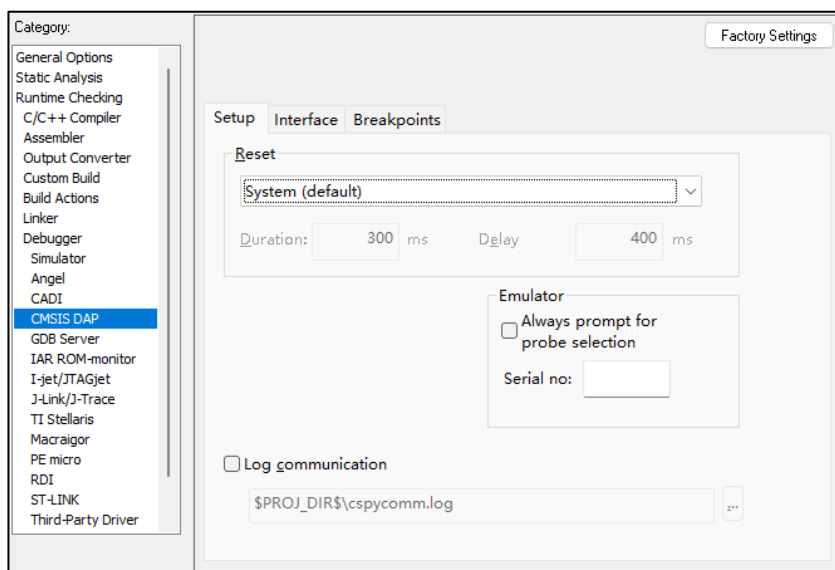 Category:
Factory Settings
General Options
Static Analysis
Runtime Checking
C/C++ Compiler
Assembler
Output Converter
Custom Build
Build Actions
Linker
Debugger
Simulator
Angel
CADI
CMSIS DAP
GDB Server
IAR ROM-monitor
I-jet/JTAGjet
J-Link/J-Trace
TI Stellaris
Macraigor
PE micro
RDI
ST-LINK
Third-Party Driver
Setup Interface Breakpoints
Reset
System (default)
Duration: 300 ms Delay 400 ms
Emulator
Always prompt for
probe selection
Serial no:
Log communication
$PROJ_DIR$\cspycomm.log
...